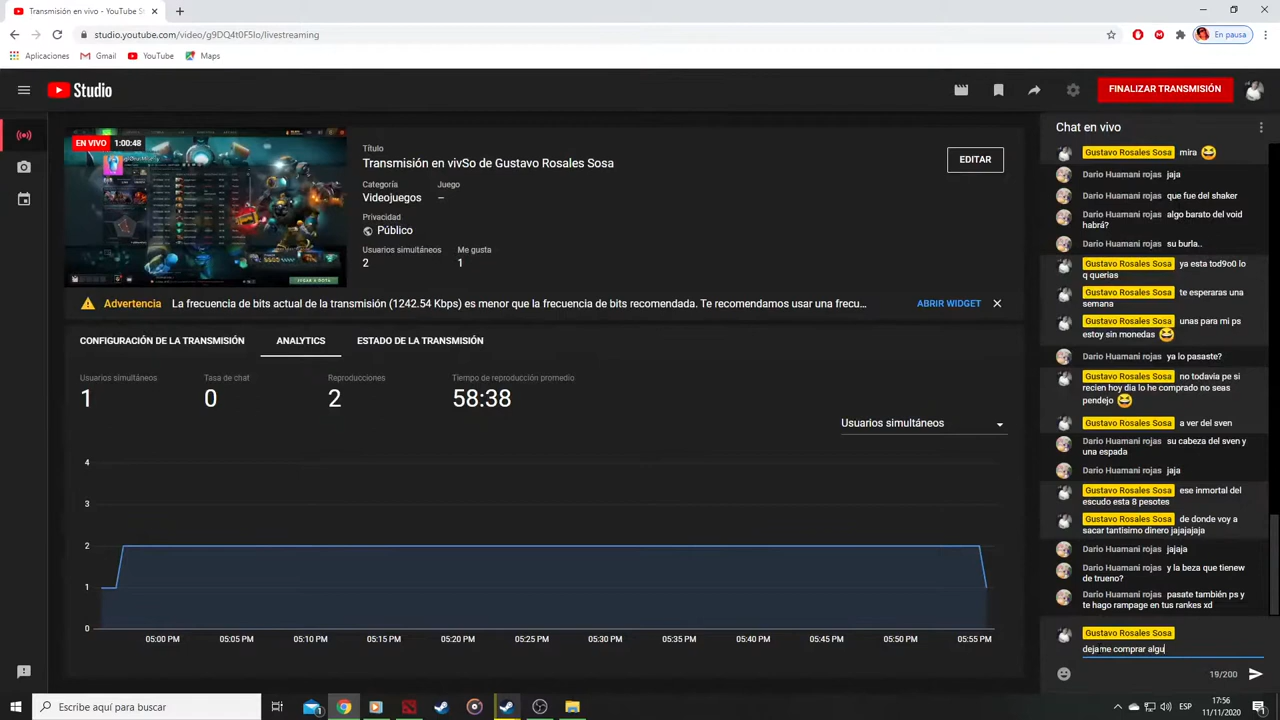 Transmisión en vivo - YouTube S
studio.youtube.com/video/g9DQ4t0F5Io/livestreaming
En pausa
Aplicaciones
Gmail
YouTube
Maps
Studio
FINALIZAR TRANSMISIÓN
EN VIVO 1:00:48
Título
Transmisión en vivSo de Gustavo Rosales Sosa
EDITAR
Categoría
Juego
Videojuegos
–
Privacidad
Público
Usuarios simultáneos
Me gusta
2
1
Advertencia
La frecuencia de bits actual de la transmisión (1242.54 Kbps) es menor que la frecuencia de bits recomendada. Te recomendamos usar una frecu...
ABRIR WIDGET
CONFIGURACIÓN DE LA TRANSMISIÓN
ANALYTICS
ESTADO DE LA TRANSMISIÓN
Usuarios simultáneos
Tasa de chat
Reproducciones
Tiempo de reproducción promedio
1
0
2
58:38
Usuarios simultáneos
4
3
2
1
0
05:00 PM
05:05 PM
05:10 PM
05:15 PM
05:20 PM
05:25 PM
05:30 PM
05:35 PM
05:40 PM
05:45 PM
05:50 PM
05:55 PM
Chat en vivo
Gustavo Rosales Sosa mira
Dario Huamani rojas jaja
Dario Huamani rojas que fue del shaker
Dario Huamani rojas algo barato del void
habrá?
Dario Huamani rojas su burla..
Gustavo Rosales Sosa ya esta tod9o0 lo
q querias
Gustavo Rosales Sosa te esperaras una
semana
Gustavo Rosales Sosa unas para mi ps
estoy sin monedas
Dario Huamani rojas ya lo pasaste?
Gustavo Rosales Sosa no todavia pe si
recien hoy dia lo he comprado no seas
pendejo
Gustavo Rosales Sosa a ver del sven
Dario Huamani rojas su cabeza del sven y
una espada
Dario Huamani rojas jaja
Gustavo Rosales Sosa ese inmortal del
escudo esta 8 pesotes
Gustavo Rosales Sosa de donde voy a
sacar tantisimo dinero jajajajaja
Dario Huamani rojas jajaja
Dario Huamani rojas y la beza que tienew
de trueno?
Dario Huamani rojas pasate también ps y
te hago rampage en tus rankes xd
Gustavo Rosales Sosa
dejame comprar algu
19/200
Escribe aquí para buscar
ESP
17:56
11/11/2020